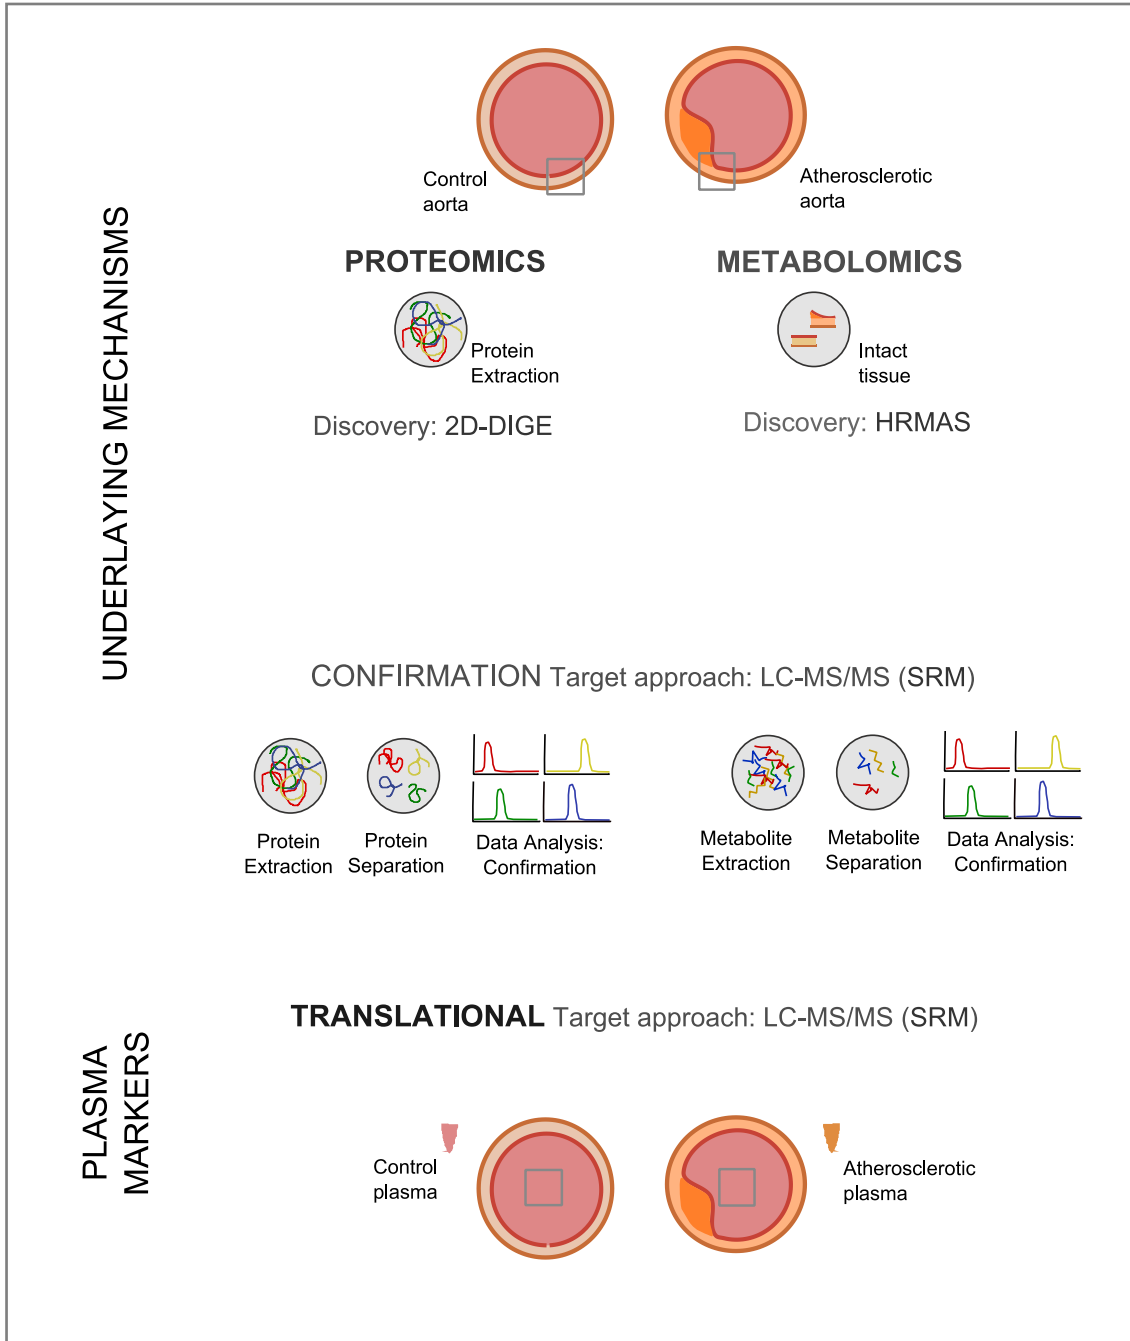 UNDERLAYING MECHANISMS
Control
aorta
Atherosclerotic
aorta
PROTEOMICS
METABOLOMICS
Protein
Extraction
Intact
tissue
Discovery: 2D-DIGE
Discovery: HRMAS
CONFIRMATION Target approach: LC-MS/MS (SRM)
Protein
Extraction
Protein
Separation
Data Analysis:
Confirmation
Metabolite
Extraction
Metabolite
Separation
Data Analysis:
Confirmation
PLASMA
MARKERS
TRANSLATIONAL Target approach: LC-MS/MS (SRM)
Control
plasma
Atherosclerotic
plasma